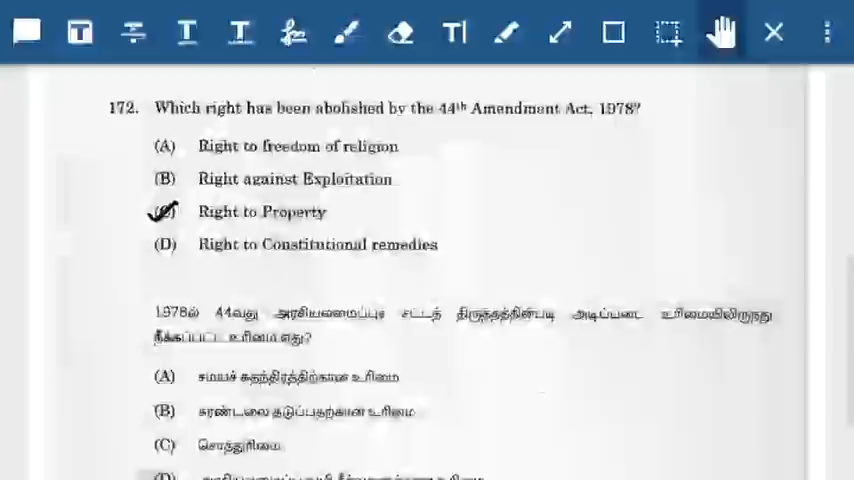 172. Which right has been abolished by the 44th Amendment Act, 1978?
(A) Right to freedom of religion
(B) Right against Exploitation
(C) Right to Property
(D) Right to Constitutional remedies
1978ல் 44வது அரசியலமைப்புச் சட்டத் திருத்தத்தின்படி அடிப்படை உரிமையிலிருந்து
நீக்கப்பட்ட உரிமை எது?
(A) சமயச் சுதந்திரத்திற்கான உரிமை
(B) சுரண்டலை தடுப்பதற்கான உரிமை
(C) சொத்துரிமை
(D) உரிமை